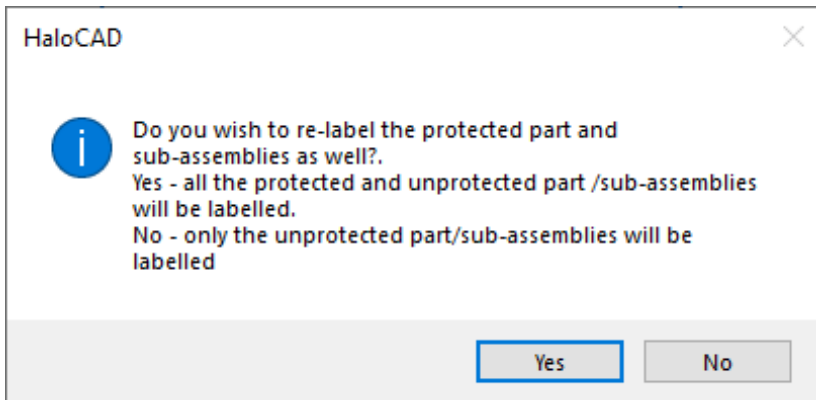 HaloCAD
Do you wish to re-label the protected part and
sub-assemblies as well?.
Yes - all the protected and unprotected part /sub-assemblies
will be labelled.
No - only the unprotected part/sub-assemblies will be
labelled
Yes
No